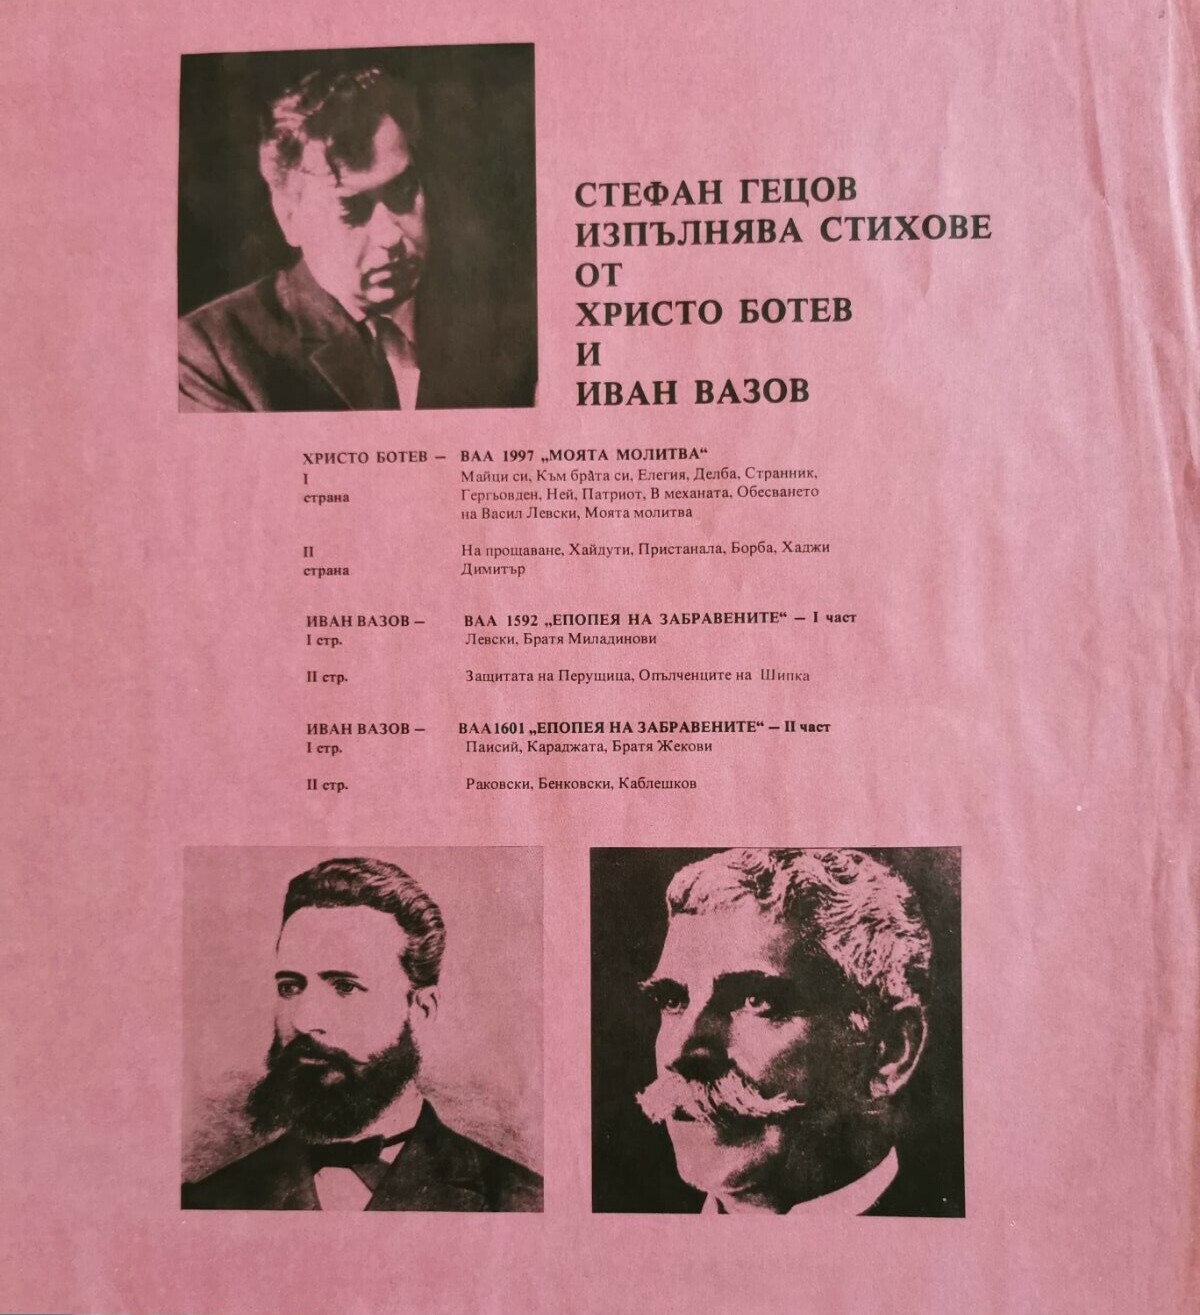 СТЕФАН ГЕЦОВ
ИЗПЪЛНЯВА СТИХОВЕ
ОТ
ХРИСТО БОТЕВ
И
ИВАН ВАЗОВ
ХРИСТО БОТЕВ – ВАА 1997 „МОЯТА МОЛИТВА“
I Майци си, Към брата си, Елегия, Делба, Странник,
страна Гергьовден, Ней, Патриот, В механата, Обесването
на Васил Левски, Моята молитва
II На прощаване, Хайдути, Пристанала, Борба, Хаджи
страна Димитър
ИВАН ВАЗОВ – ВАА 1592 „ЕПОПЕЯ НА ЗАБРАВЕНИТЕ“ – I част
I стр. Левски, Братя Миладинови
II стр. Защитата на Перущица, Опълченците на Шипка
ИВАН ВАЗОВ – ВАА1601 „ЕПОПЕЯ НА ЗАБРАВЕНИТЕ“ – II част
I стр. Паисий, Караджата, Братя Жекови
II стр. Раковски, Бенковски, Каблешков